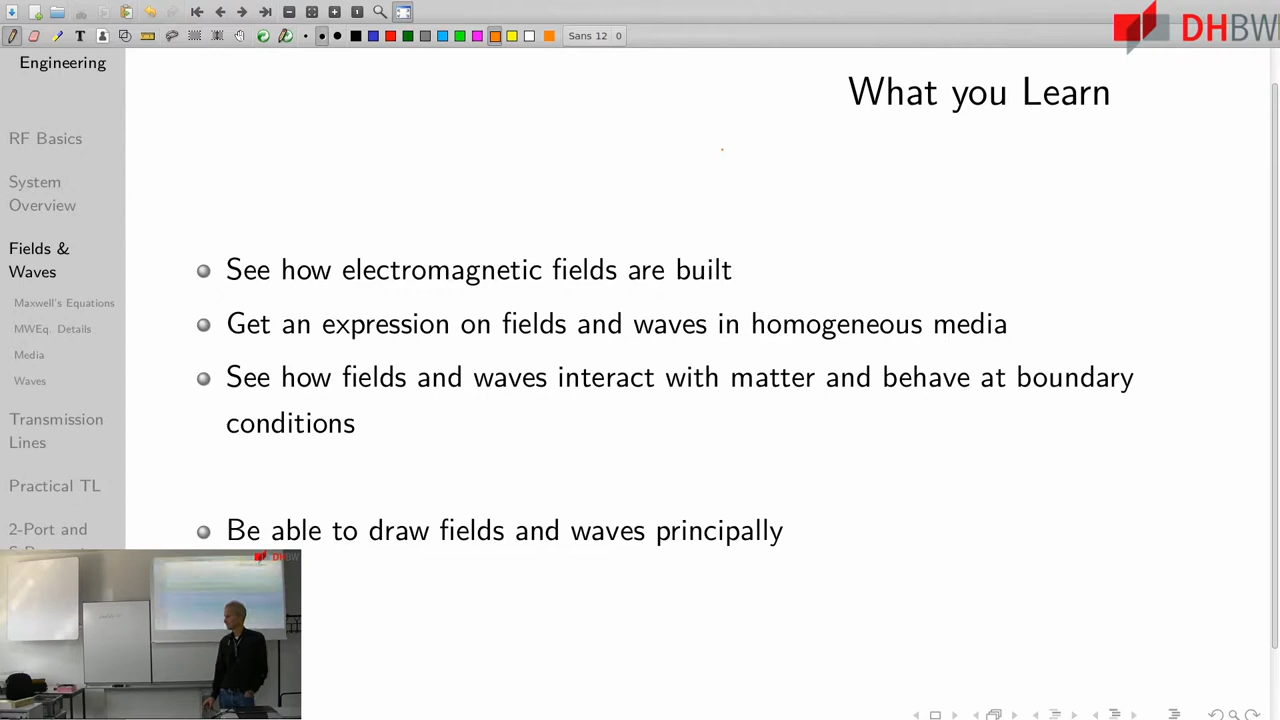 Sans 12 0
DHBW
Engineering
What you Learn
RF Basics
System
Overview
Fields &
Waves
Maxwell's Equations
MWEq. Details
Media
Waves
Transmission
Lines
Practical TL
2-Port and
See how electromagnetic fields are built
Get an expression on fields and waves in homogeneous media
See how fields and waves interact with matter and behave at boundary
conditions
Be able to draw fields and waves principally
DHBW